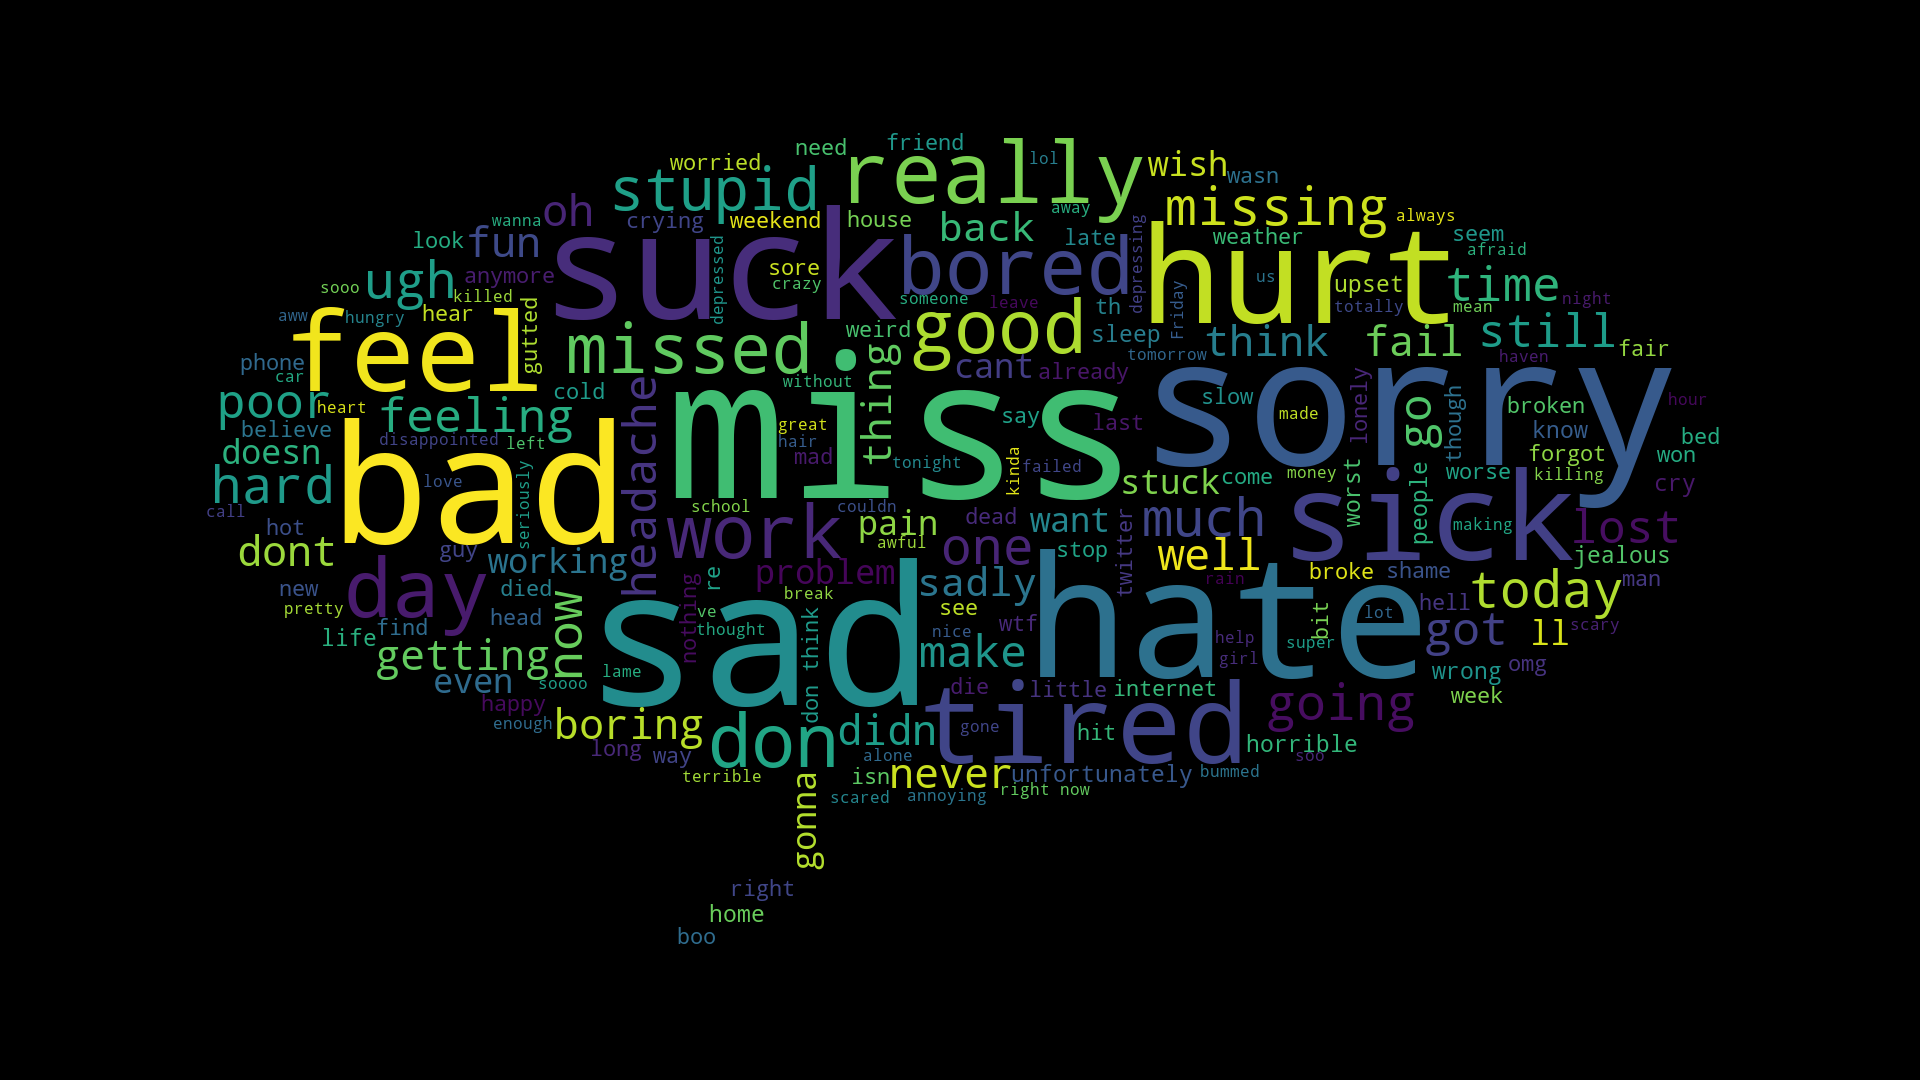 friend
need
lol
really
worried
wish
wasn
stupid
oh
wanna
crying
weekend
house
back
away
missing
always
late
depressing
weather
seem
afraid
look
fun
suck
bored
hurt
ugh
anymore
depressed
sore
crazy
us
upset
time
night
sooo
killed
someone
leave
th
Friday
totally
mean
aww
hungry
hear
gutted
feel
missed
weird
good
sleep
think
fail
still
fair
phone
car
thing
cant
already
tomorrow
haven
poor
heart
cold
without
miss
say
last
slow
made
lonely
sorry
go
though
broken
hour
believe
feeling
headache
great
hair
know
bed
doesn
disappointed
left
mad
tonight
kinda
failed
forgot
won
hard
bad
love
seriously
stuck
come
money
worst
people
worse
killing
cry
call
hot
school
couldn
work
pain
dead
want
much
sick
making
lost
dont
guy
awful
one
stop
twitter
well
jealous
working
problem
sadly
broke
shame
man
new
day
died
re
break
hate
rain
today
pretty
head
now
nothing
ve
see
hell
life
find
thought
don think
sad
nice
wtf
help
super
bit
lot
got
ll
scary
getting
lame
make
girl
wrong
omg
even
soooo
die
little
internet
week
happy
tired
going
enough
boring
don
didn
gone
hit
horrible
long
way
alone
soo
terrible
isn
never
unfortunately
bummed
gonna
scared
annoying
right now
right
home
boo